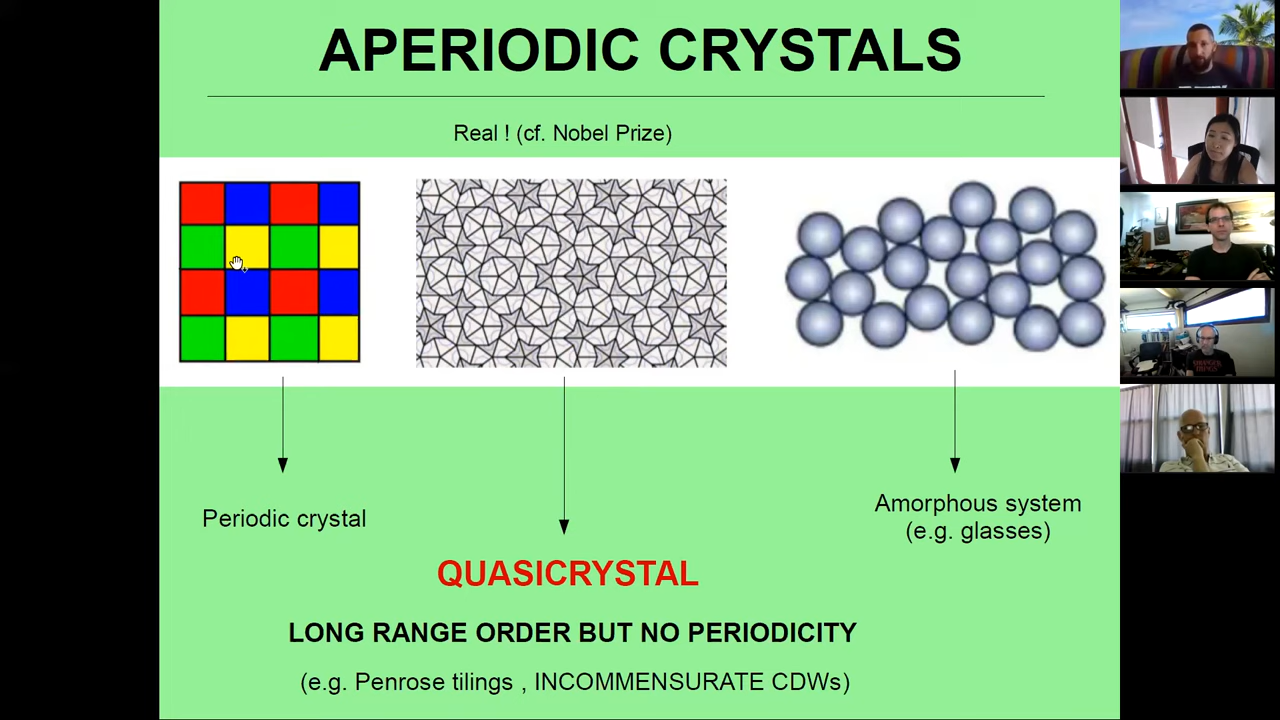 APERIODIC CRYSTALS
Real ! (cf. Nobel Prize)
Periodic crystal
Amorphous system
(e.g. glasses)
QUASICRYSTAL
LONG RANGE ORDER BUT NO PERIODICITY
(e.g. Penrose tilings , INCOMMENSURATE CDWs)